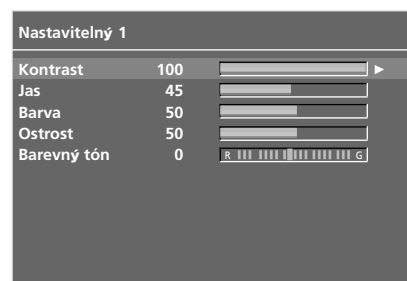 Nastavitelný 1
Kontrast 100
Jas 45
Barva 50
Ostrost 50
Barevný tón 0 R G